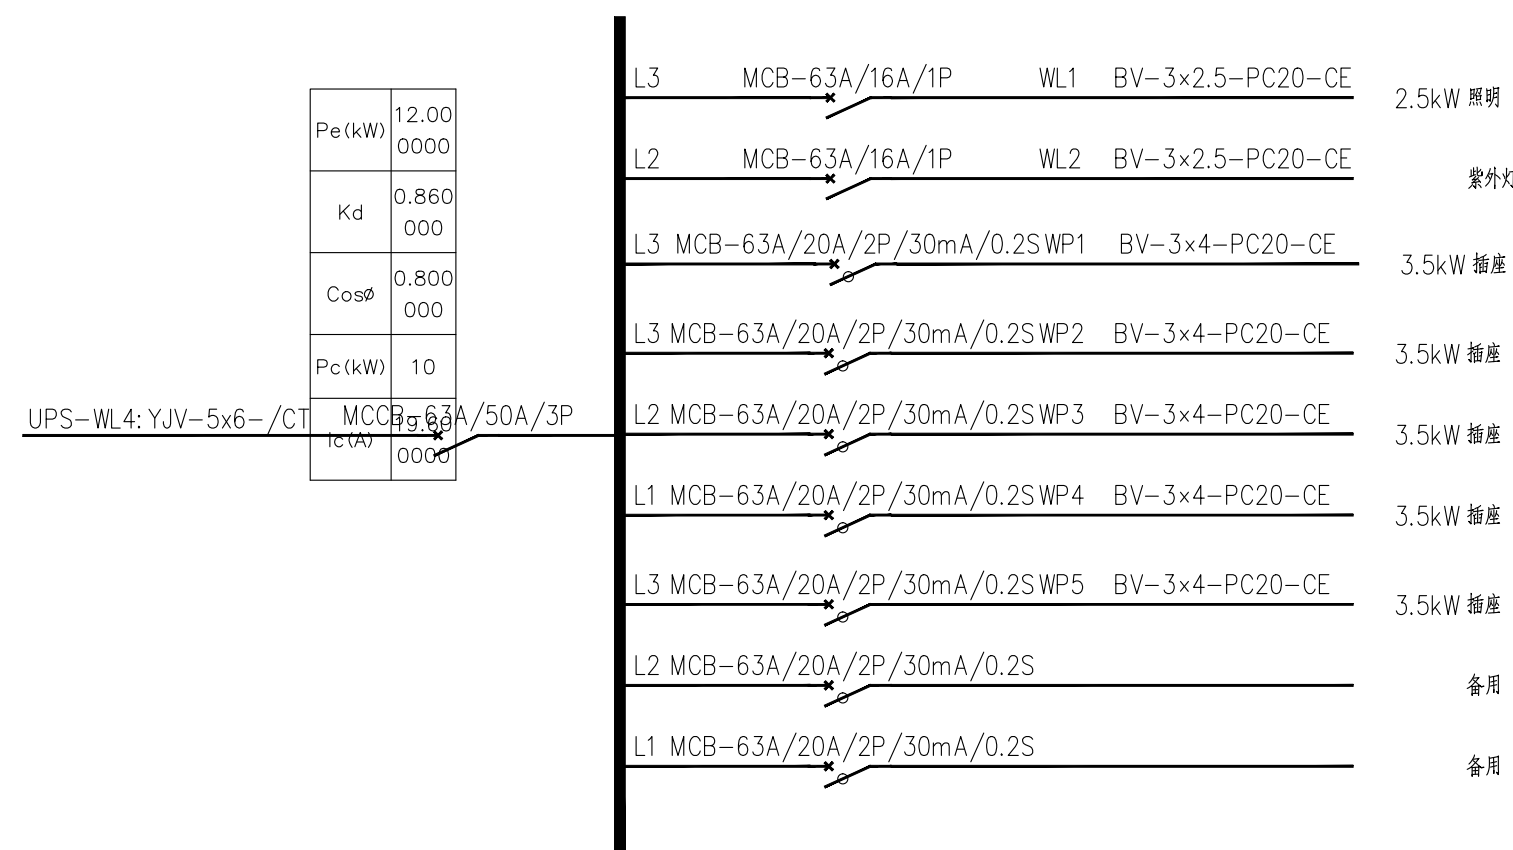 L3 MCB-63A/16A/1P WL1 BV-3×2.5-PC20-CE 2.5kW 照明
L2 MCB-63A/16A/1P WL2 BV-3×2.5-PC20-CE 紫外灯
L3 MCB-63A/20A/2P/30mA/0.2S WP1 BV-3×4-PC20-CE 3.5kW 插座
L3 MCB-63A/20A/2P/30mA/0.2S WP2 BV-3×4-PC20-CE 3.5kW 插座
L2 MCB-63A/20A/2P/30mA/0.2S WP3 BV-3×4-PC20-CE 3.5kW 插座
L1 MCB-63A/20A/2P/30mA/0.2S WP4 BV-3×4-PC20-CE 3.5kW 插座
L3 MCB-63A/20A/2P/30mA/0.2S WP5 BV-3×4-PC20-CE 3.5kW 插座
L2 MCB-63A/20A/2P/30mA/0.2S 备用
L1 MCB-63A/20A/2P/30mA/0.2S 备用
Pe(kW) 12.00
0000
Kd 0.860
000
CosØ 0.800
000
Pc(kW) 10
Ic(A) 19.60
0000
UPS-WL4: YJV-5x6-/CT MCCB-63A/50A/3P